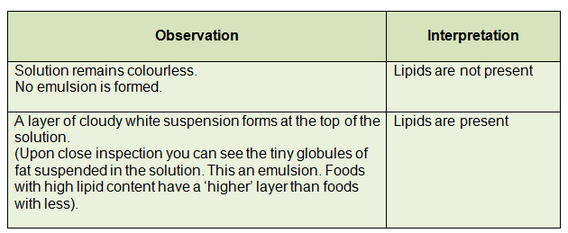 Observation
Interpretation
Solution remains colourless.
No emulsion is formed.
Lipids are not present
A layer of cloudy white suspension forms at the top of the
solution.
(Upon close inspection you can see the tiny globules of
fat suspended in the solution. This an emulsion. Foods
with high lipid content have a ‘higher’ layer than foods
with less).
Lipids are present